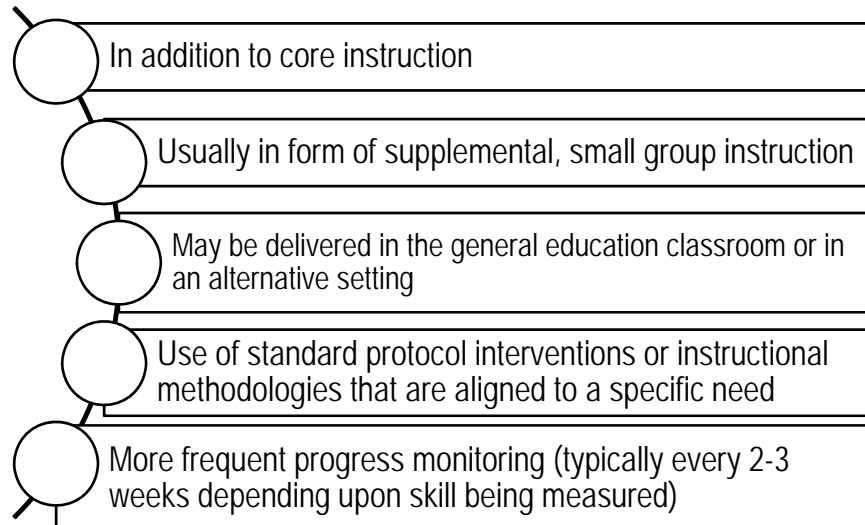 In addition to core instruction
Usually in form of supplemental, small group instruction
May be delivered in the general education classroom or in
an alternative setting
Use of standard protocol interventions or instructional
methodologies that are aligned to a specific need
More frequent progress monitoring (typically every 2-3
weeks depending upon skill being measured)